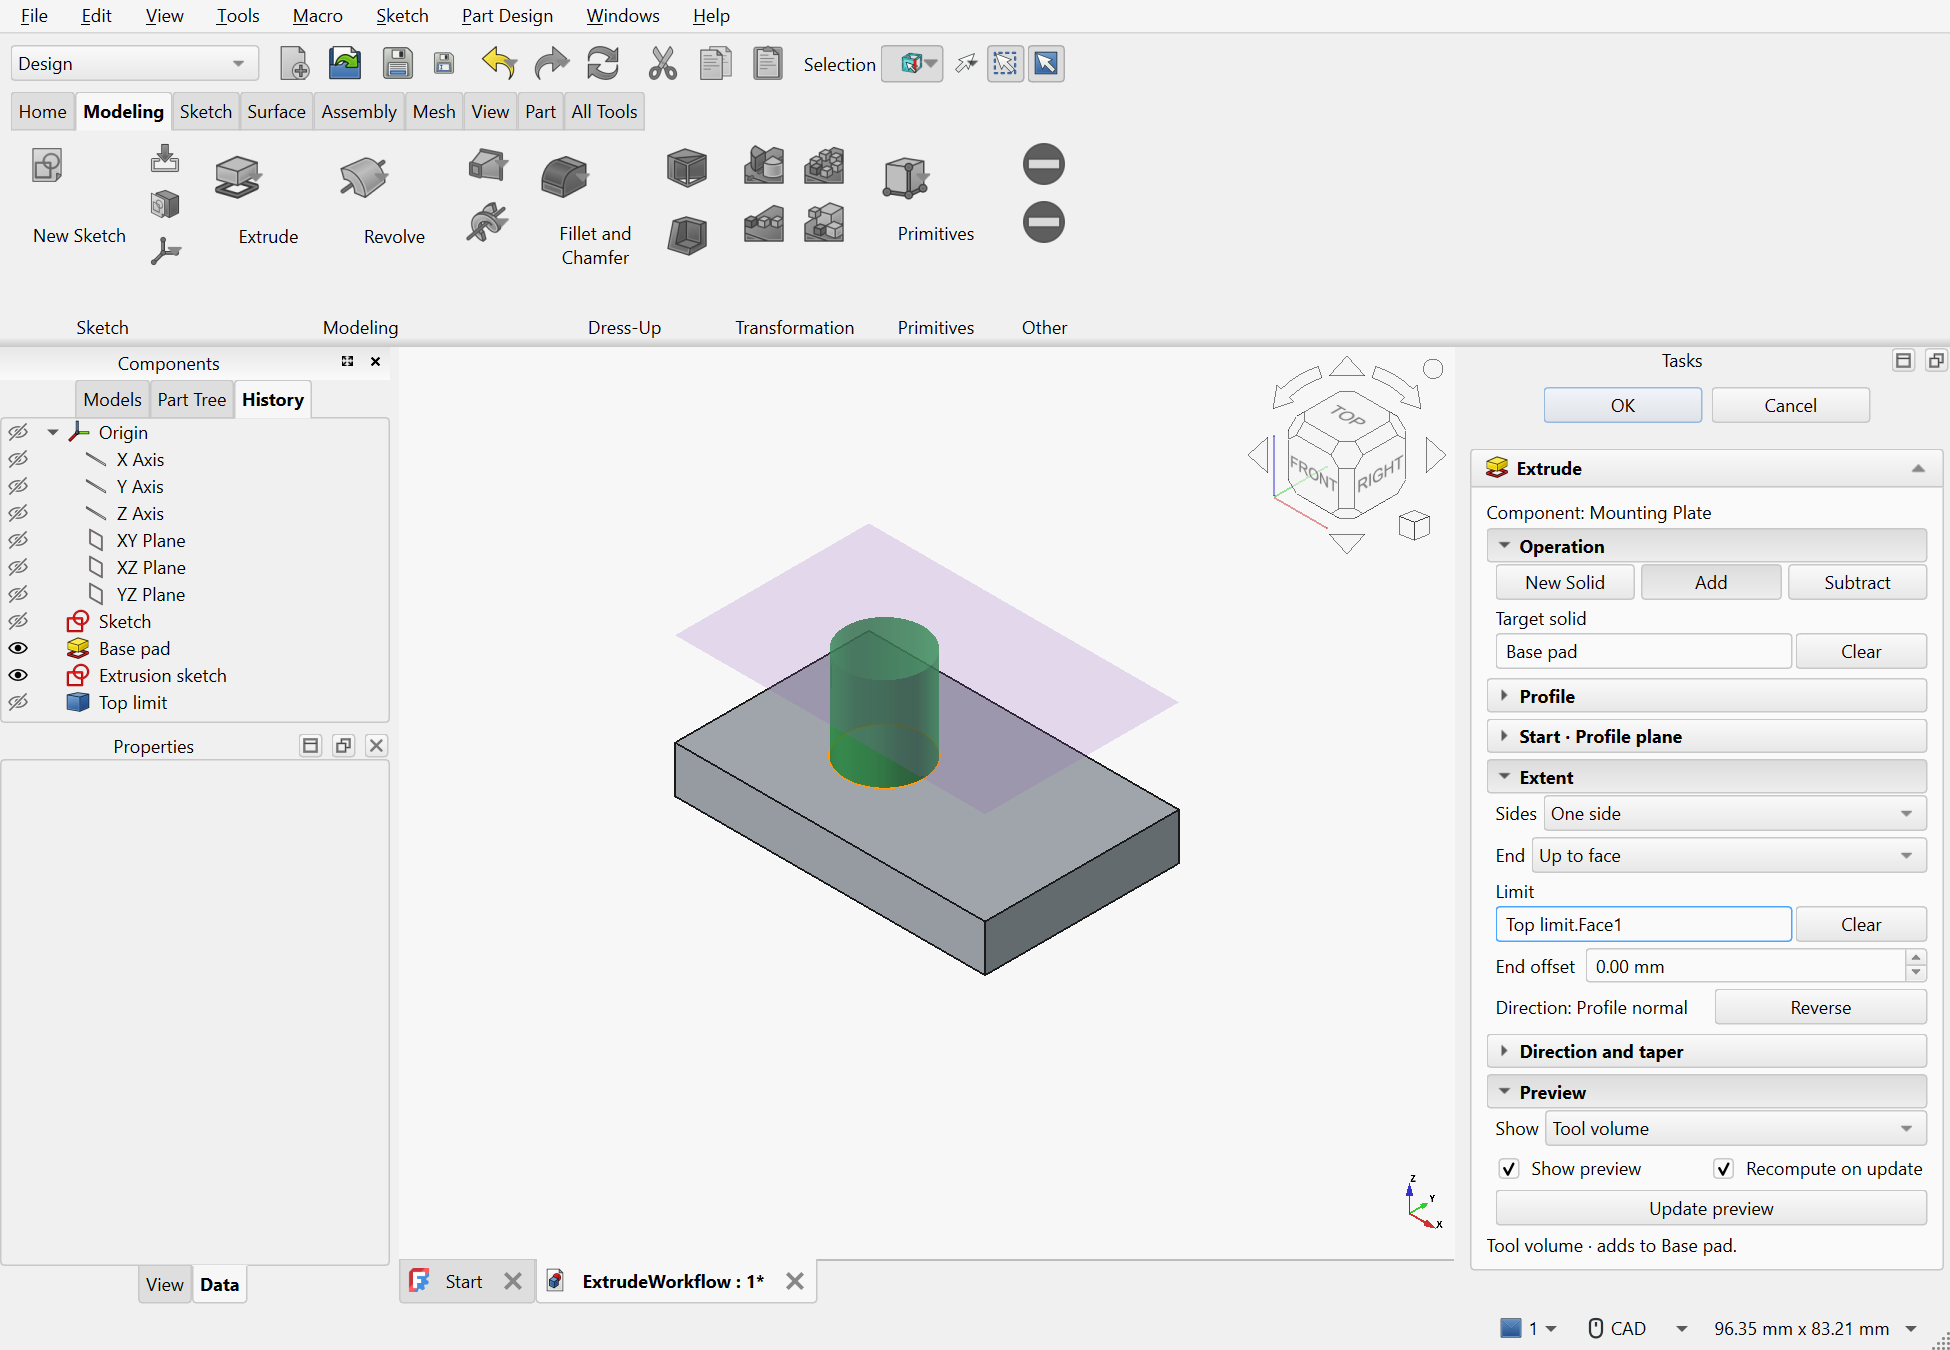 File Edit View Tools Macro Sketch Part Design Windows Help
Design
Selection
Home Modeling Sketch Surface Assembly Mesh View Part All Tools
New Sketch
Extrude
Revolve
Fillet and
Chamfer
Primitives
Sketch Modeling Dress-Up Transformation Primitives Other
Components
Models Part Tree History
Origin
X Axis
Y Axis
Z Axis
XY Plane
XZ Plane
YZ Plane
Sketch
Base pad
Extrusion sketch
Top limit
Properties
View Data
TOP
FRONT
RIGHT
Z
Y
X
Start
ExtrudeWorkflow : 1*
Tasks
OK Cancel
Extrude
Component: Mounting Plate
Operation
New Solid Add Subtract
Target solid
Base pad Clear
Profile
Start · Profile plane
Extent
Sides One side
End Up to face
Limit
Top limit.Face1 Clear
End offset 0.00 mm
Direction: Profile normal Reverse
Direction and taper
Preview
Show Tool volume
Show preview Recompute on update
Update preview
Tool volume · adds to Base pad.
1 CAD 96.35 mm x 83.21 mm